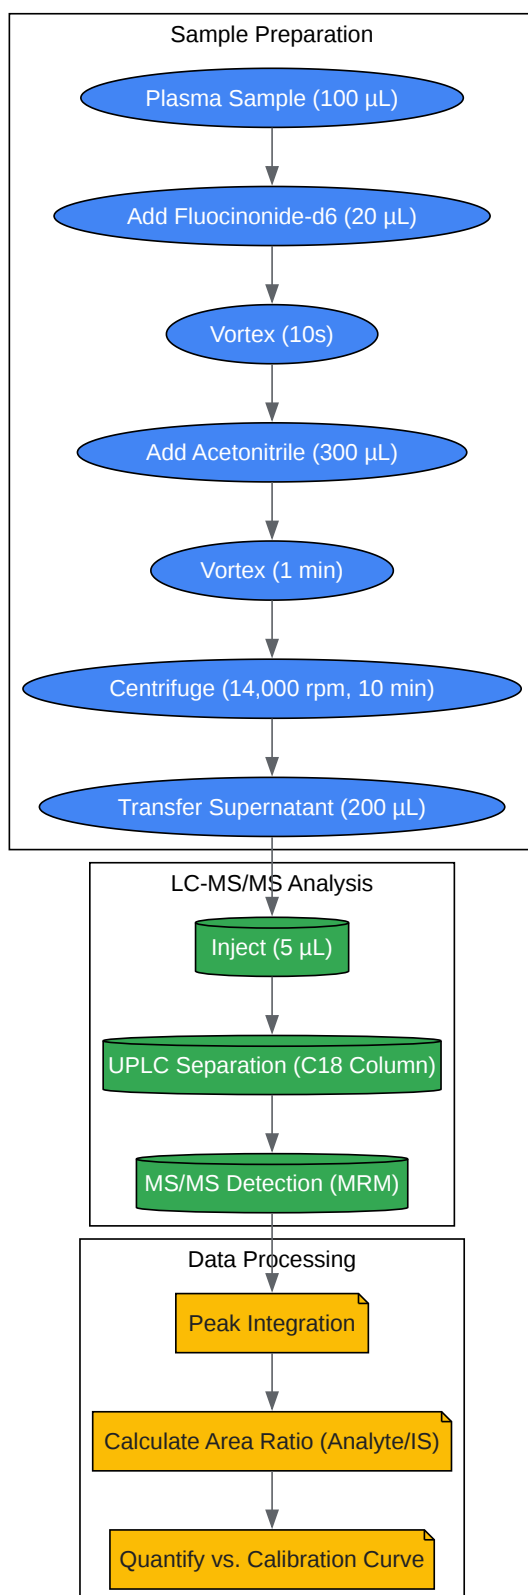 Sample Preparation
Plasma Sample (100 µL)
Add Fluocinonide-d6 (20 µL)
Vortex (10s)
Add Acetonitrile (300 µL)
Vortex (1 min)
Centrifuge (14,000 rpm, 10 min)
Transfer Supernatant (200 µL)
LC-MS/MS Analysis
Inject (5 µL)
UPLC Separation (C18 Column)
MS/MS Detection (MRM)
Data Processing
Peak Integration
Calculate Area Ratio (Analyte/IS)
Quantify vs. Calibration Curve